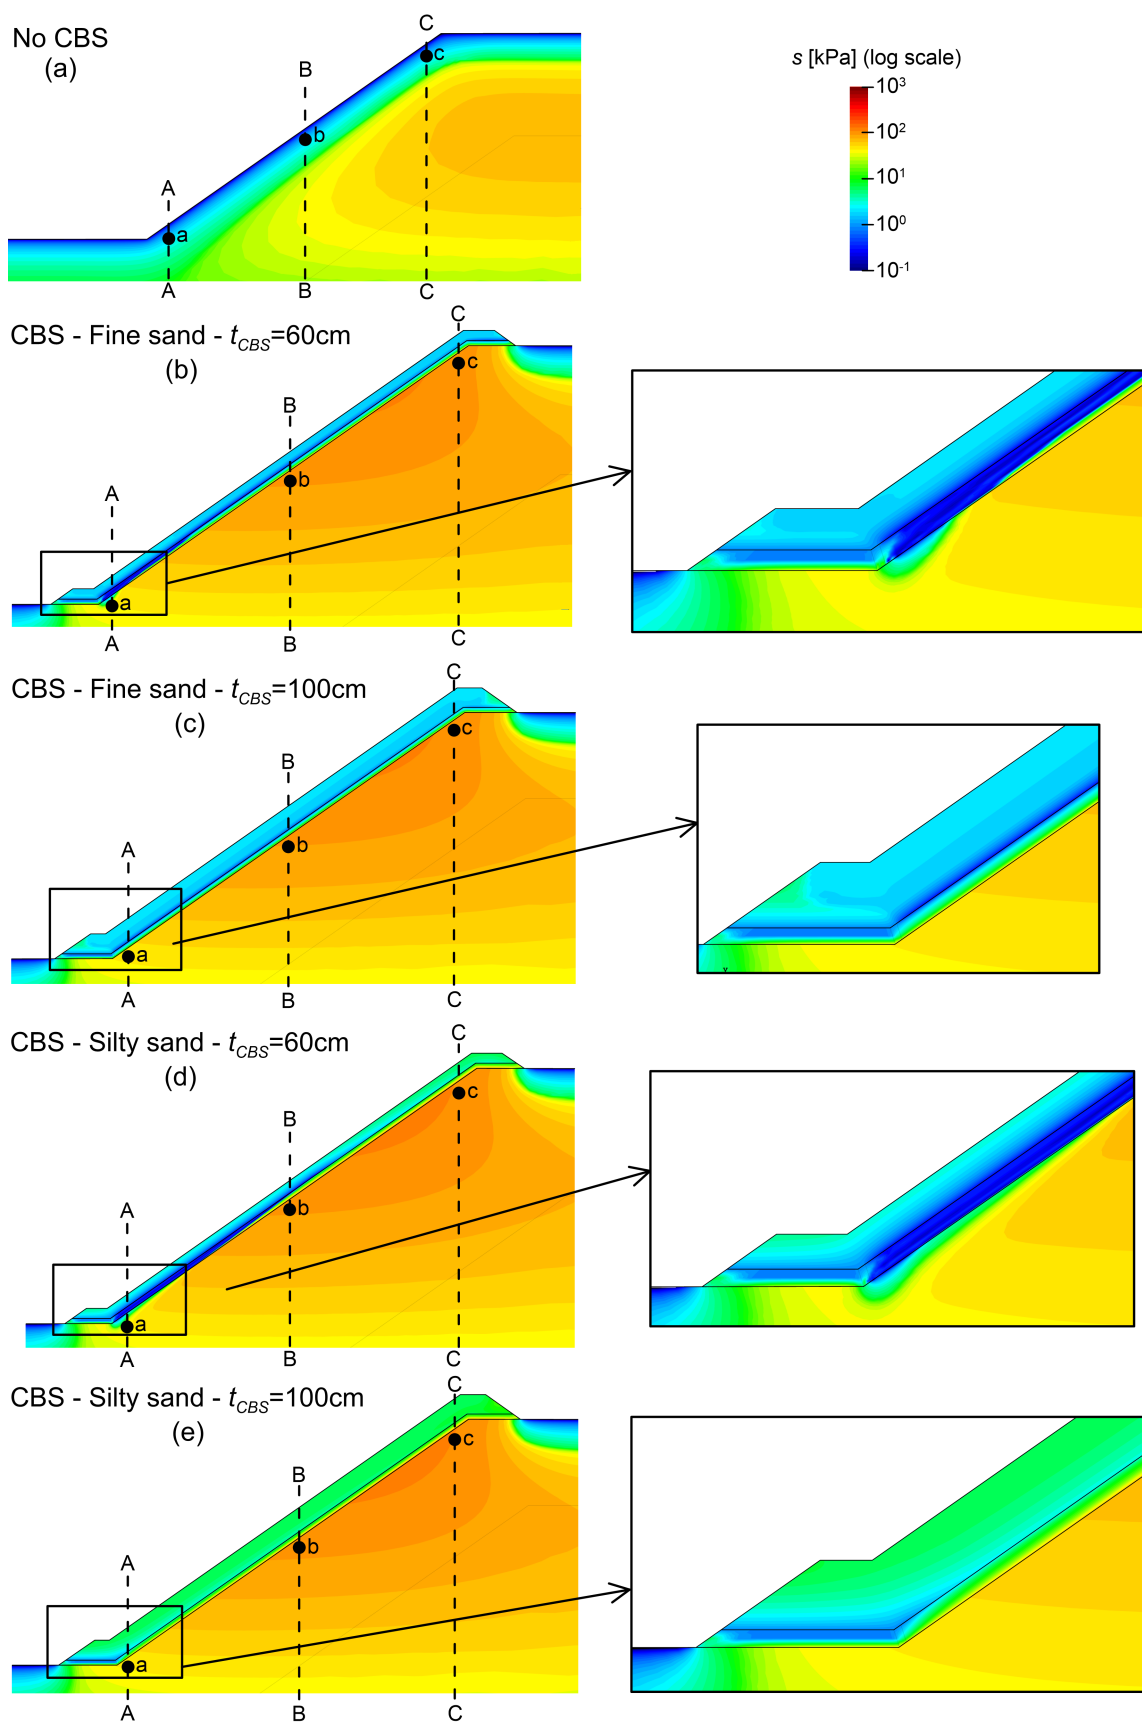 No CBS
(a)
C
c
B
b
A
a
A
B
C
s [kPa] (log scale)
10³
10²
10¹
10⁰
10⁻¹
CBS - Fine sand - tCBS=60cm
(b)
C
c
B
b
A
a
A
B
C
CBS - Fine sand - tCBS=100cm
(c)
C
c
B
b
A
a
A
B
C
Y
CBS - Silty sand - tCBS=60cm
(d)
C
c
B
b
A
a
A
B
C
CBS - Silty sand - tCBS=100cm
(e)
C
c
B
b
A
a
A
B
C